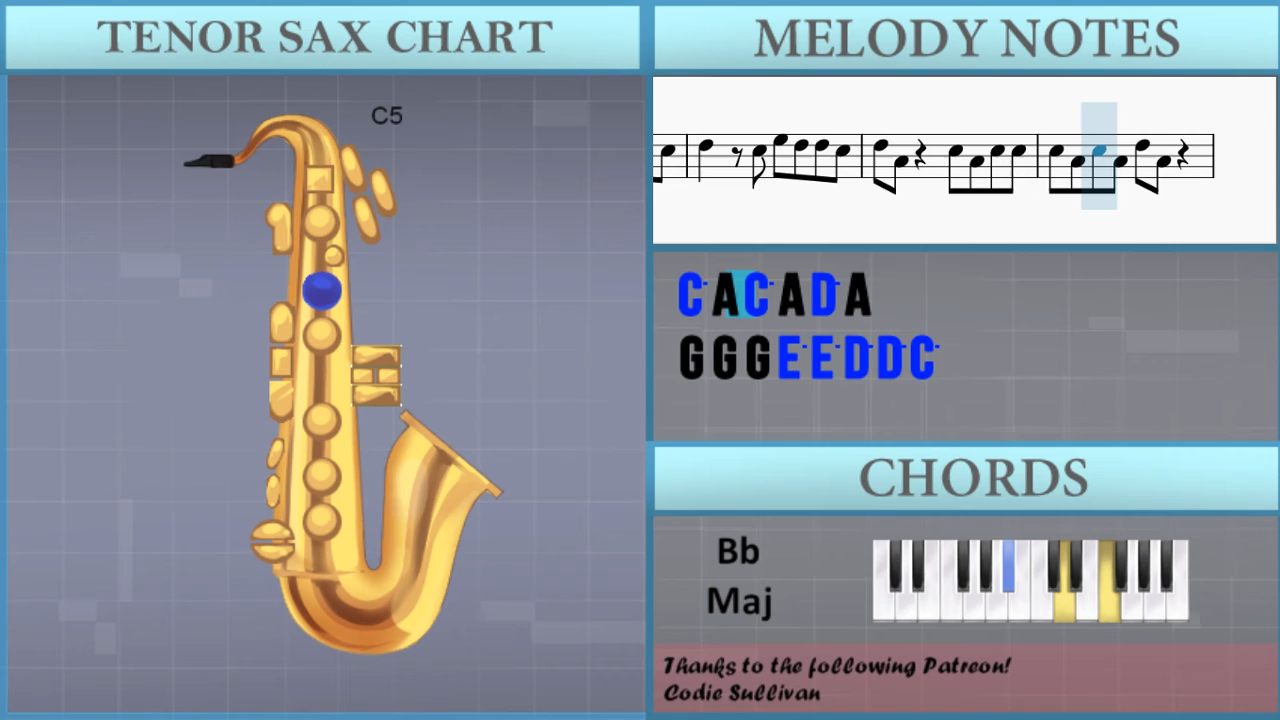 TENOR SAX CHART
MELODY NOTES
C5
CACADA
GGGEEDDC
CHORDS
Bb
Maj
Thanks to the following Patreon!
Codie Sullivan